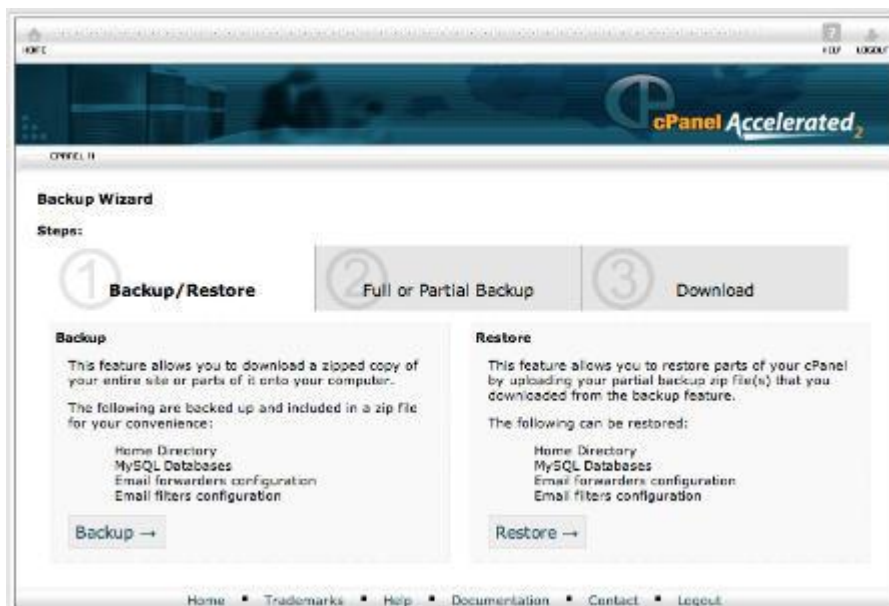 HOME
HELP LOGOUT
cPanel Accelerated2
CPANEL 11
Backup Wizard
Steps:
1 Backup/Restore
2 Full or Partial Backup
3 Download
Backup
This feature allows you to download a zipped copy of
your entire site or parts of it onto your computer.
The following are backed up and included in a zip file
for your convenience:
Home Directory
MySQL Databases
Email forwarders configuration
Email filters configuration
Backup →
Restore
This feature allows you to restore parts of your cPanel
by uploading your partial backup zip file(s) that you
downloaded from the backup feature.
The following can be restored:
Home Directory
MySQL Databases
Email forwarders configuration
Email filters configuration
Restore →
Home ▪ Trademarks ▪ Help ▪ Documentation ▪ Contact ▪ Logout